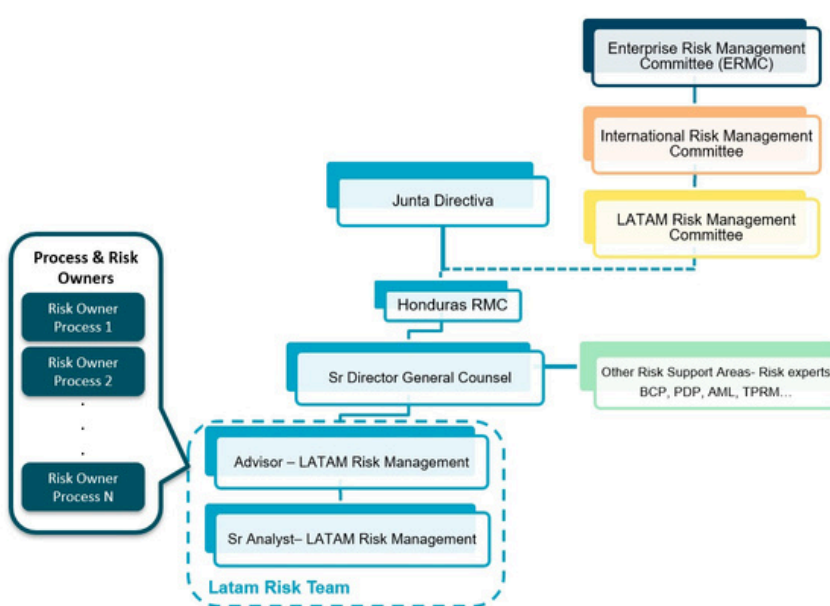 Enterprise Risk Management
Committee (ERMC)
International Risk Management
Committee
Junta Directiva
LATAM Risk Management
Committee
Process & Risk
Owners
Risk Owner
Process 1
Risk Owner
Process 2
.
.
.
Risk Owner
Process N
Honduras RMC
Sr Director General Counsel
Other Risk Support Areas- Risk experts
BCP, PDP, AML, TPRM...
Advisor – LATAM Risk Management
Sr Analyst– LATAM Risk Management
Latam Risk Team